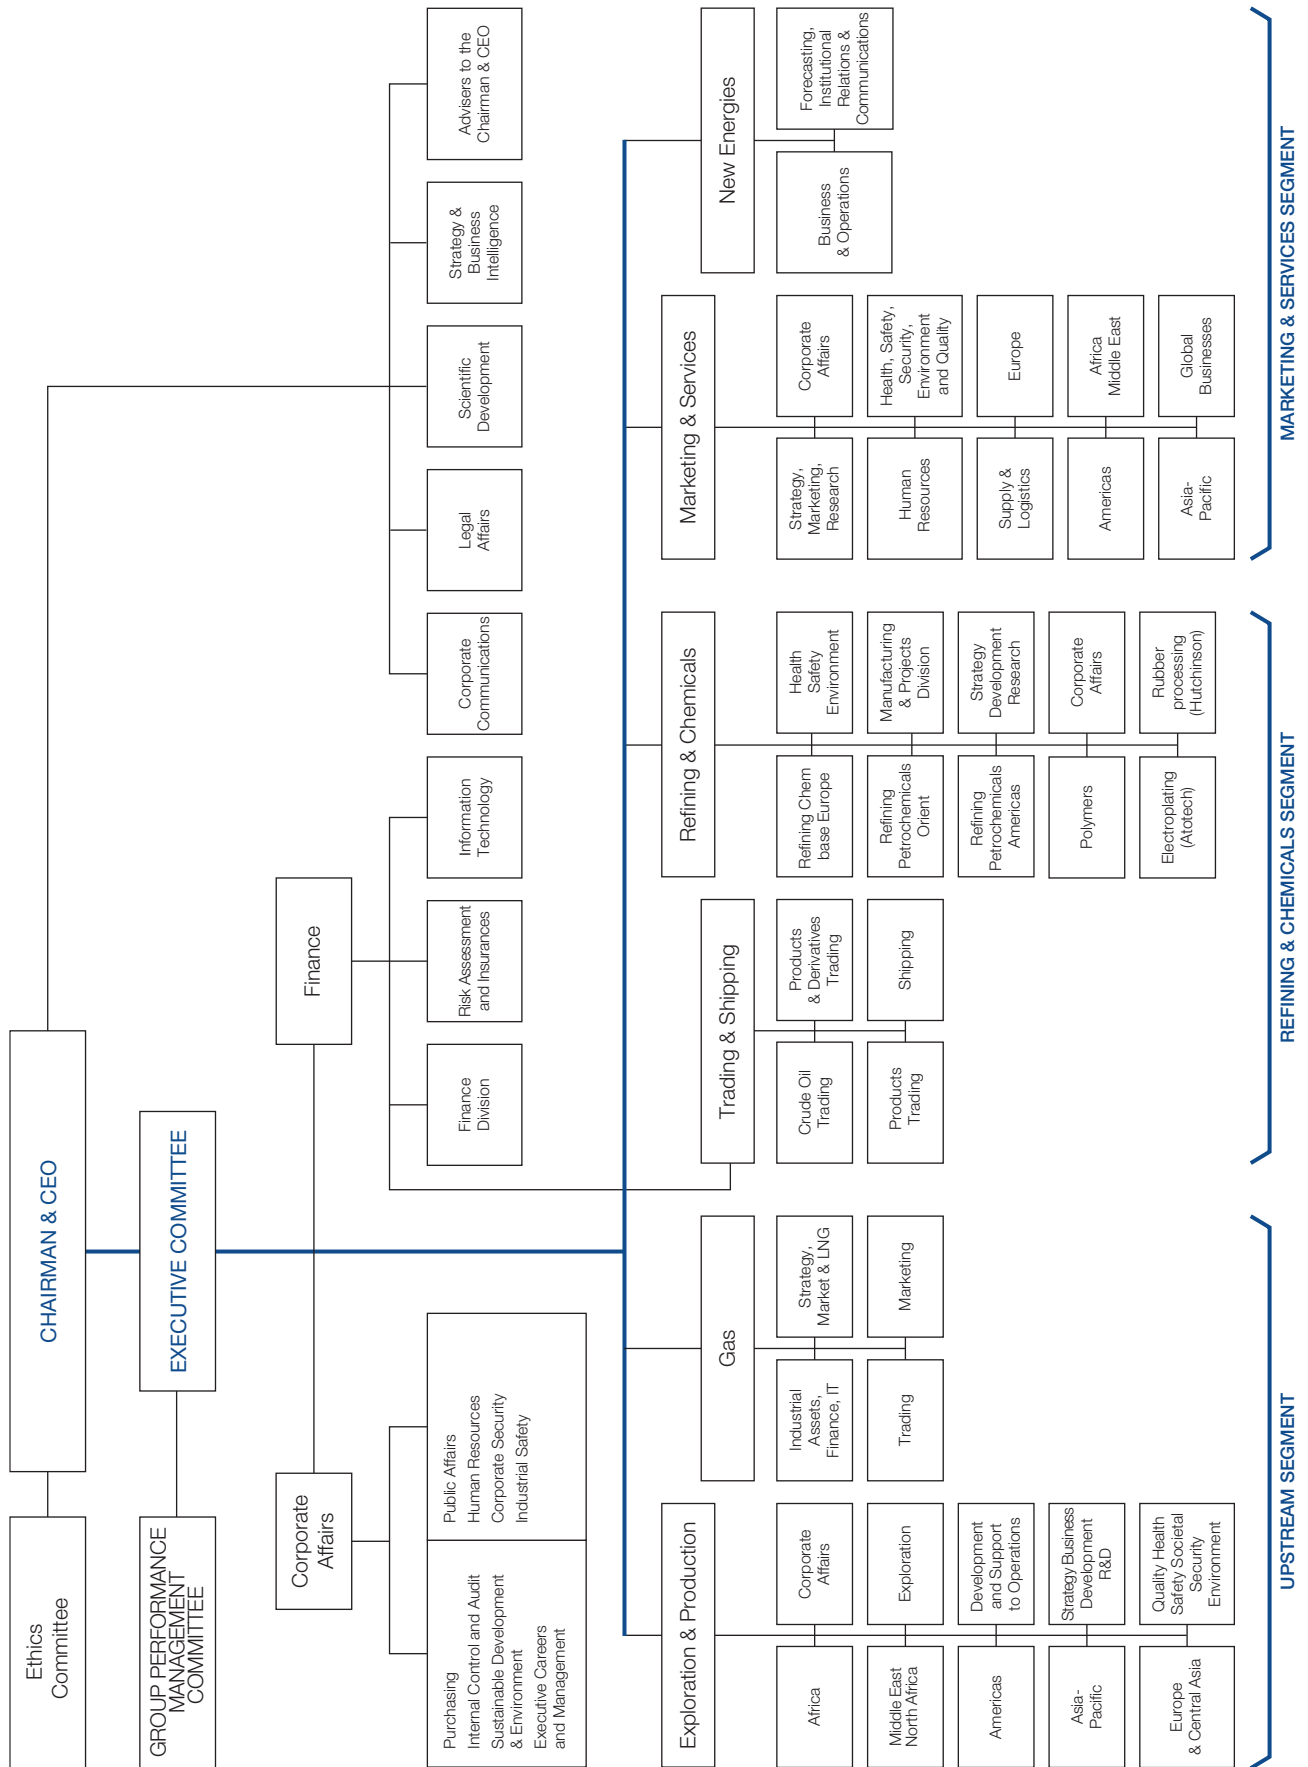 Ethics
Committee
CHAIRMAN & CEO
GROUP PERFORMANCE
MANAGEMENT
COMMITTEE
EXECUTIVE COMMITTEE
Corporate
Affairs
Finance
Purchasing
Internal Control and Audit
Sustainable Development
& Environment
Executive Careers
and Management
Public Affairs
Human Resources
Corporate Security
Industrial Safety
Finance
Division
Risk Assessment
and Insurances
Information
Technology
Corporate
Communications
Legal
Affairs
Scientific
Development
Strategy &
Business
Intelligence
Advisers to the
Chairman & CEO
Exploration & Production
Africa
Corporate
Affairs
Middle East
North Africa
Exploration
Americas
Development
and Support
to Operations
Asia-
Pacific
Strategy Business
Development
R&D
Europe
& Central Asia
Quality Health
Safety Societal
Security
Environment
Gas
Industrial
Assets,
Finance, IT
Strategy,
Market & LNG
Trading
Marketing
Trading & Shipping
Crude Oil
Trading
Products
& Derivatives
Trading
Products
Trading
Shipping
Refining & Chemicals
Refining Chem
base Europe
Health
Safety
Environment
Refining
Petrochemicals
Orient
Manufacturing
& Projects
Division
Refining
Petrochemicals
Americas
Strategy
Development
Research
Polymers
Corporate
Affairs
Electroplating
(Atotech)
Rubber
processing
(Hutchinson)
Marketing & Services
Strategy,
Marketing,
Research
Corporate
Affairs
Human
Resources
Health, Safety,
Security,
Environment
and Quality
Supply &
Logistics
Europe
Americas
Africa
Middle East
Asia-
Pacific
Global
Businesses
New Energies
Business
& Operations
Forecasting,
Institutional
Relations &
Communications
UPSTREAM SEGMENT
REFINING & CHEMICALS SEGMENT
MARKETING & SERVICES SEGMENT